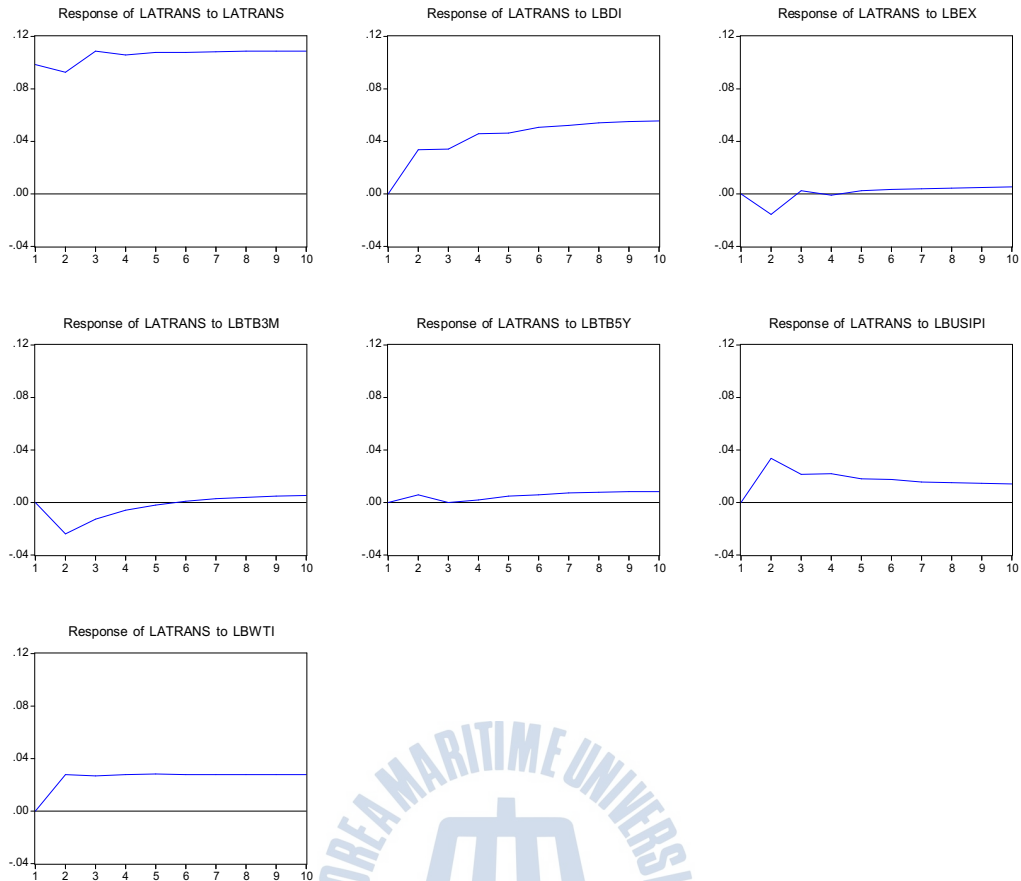 Response of LATRANS to LATRANS
.12
.08
.04
.00
-.04
1 2 3 4 5 6 7 8 9 10
Response of LATRANS to LBDI
.12
.08
.04
.00
-.04
1 2 3 4 5 6 7 8 9 10
Response of LATRANS to LBEX
.12
.08
.04
.00
-.04
1 2 3 4 5 6 7 8 9 10
Response of LATRANS to LBTB3M
.12
.08
.04
.00
-.04
1 2 3 4 5 6 7 8 9 10
Response of LATRANS to LBTB5Y
.12
.08
.04
.00
-.04
1 2 3 4 5 6 7 8 9 10
Response of LATRANS to LBUSIPI
.12
.08
.04
.00
-.04
1 2 3 4 5 6 7 8 9 10
Response of LATRANS to LBWTI
.12
.08
.04
.00
-.04
1 2 3 4 5 6 7 8 9 10
MARITIME